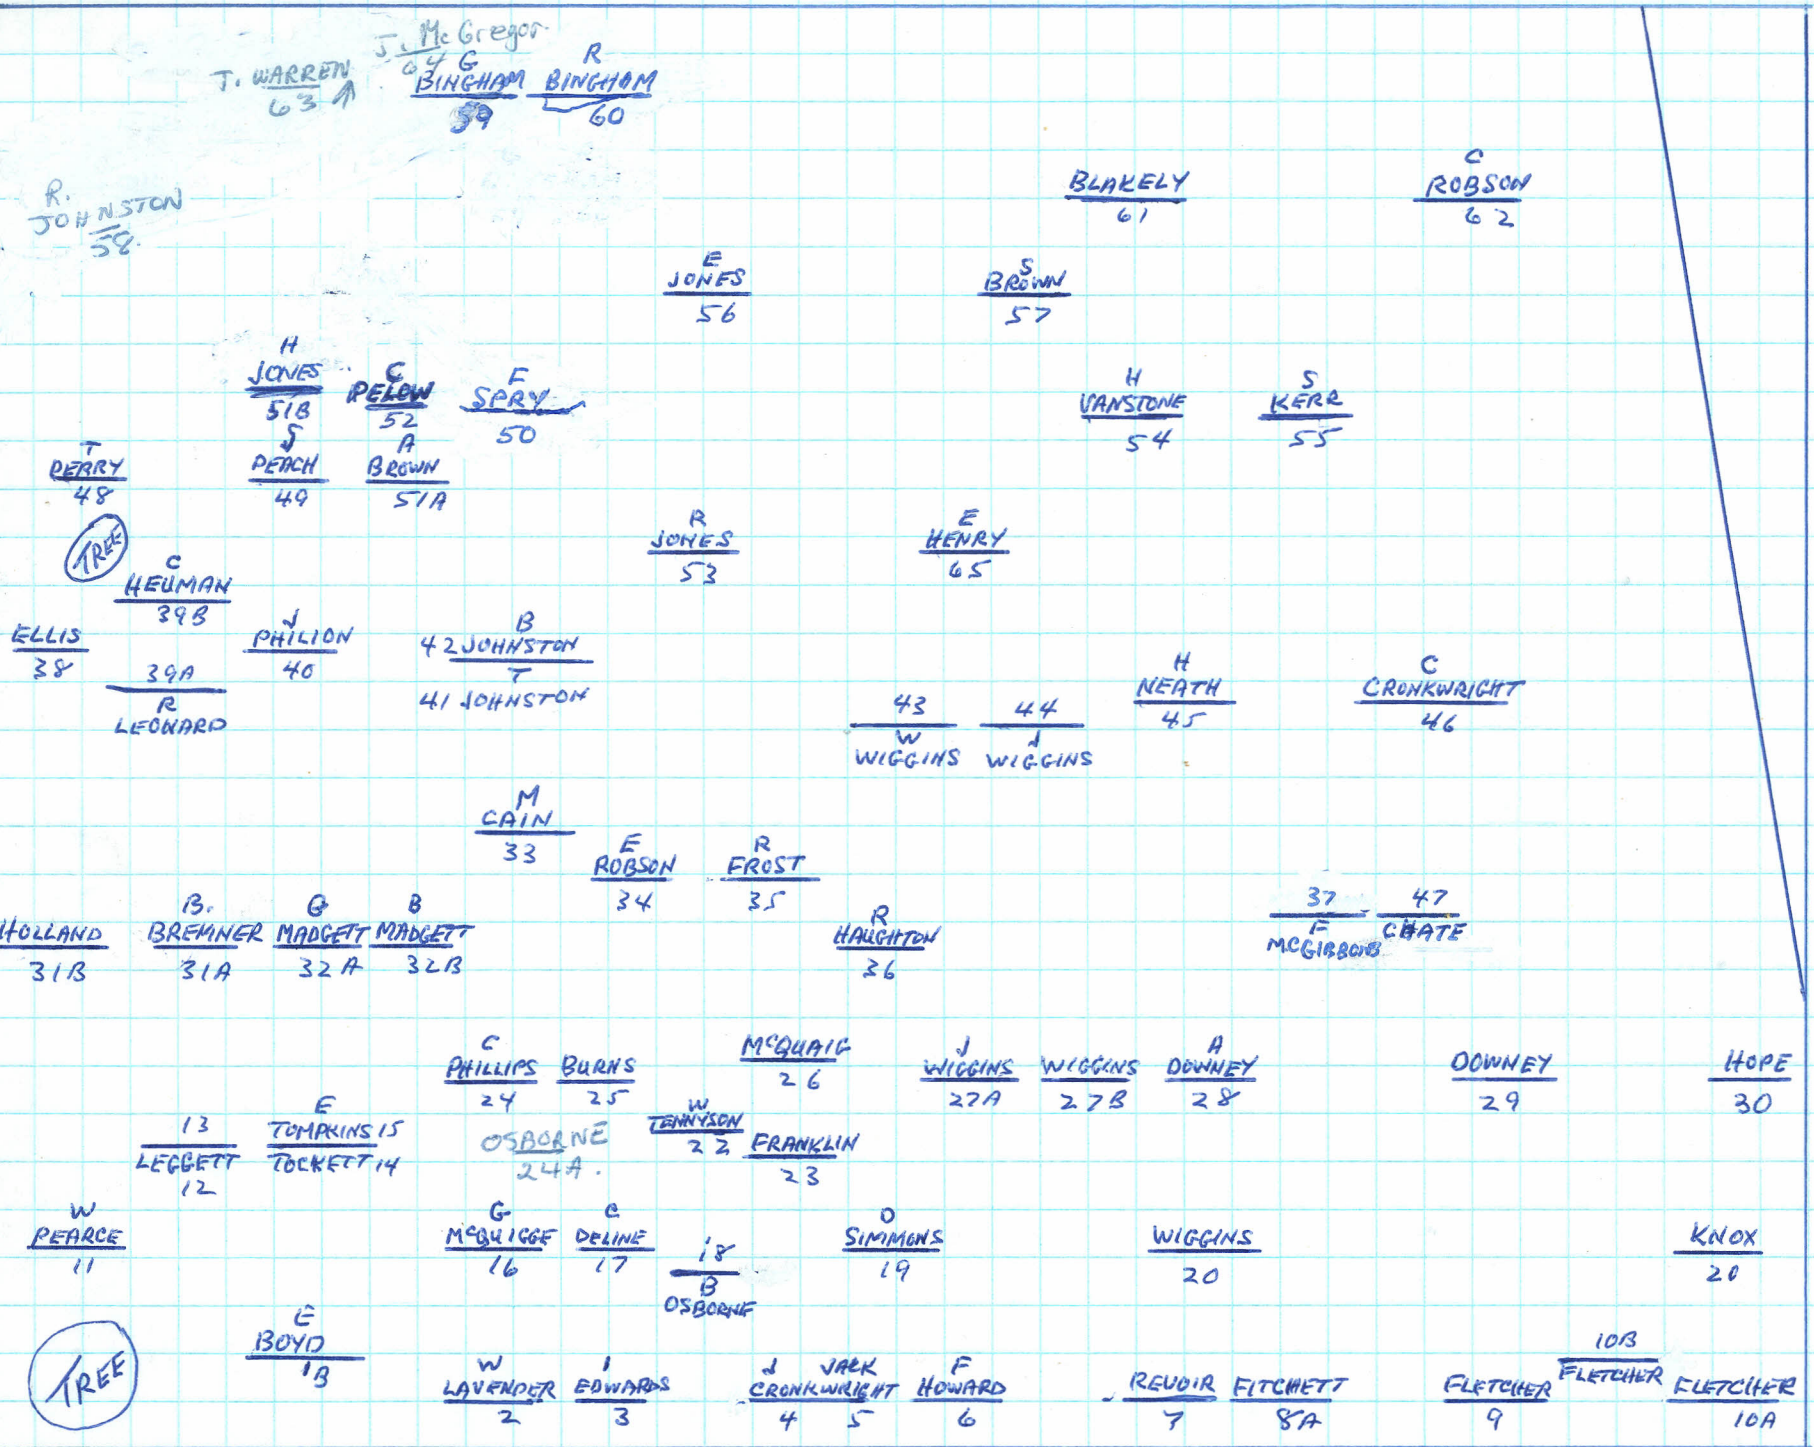 J. McGregor
64
T. WARREN
63
G
BINGHAM
59
R
BINGHAM
60
BLAKELY
61
C
ROBSON
62
R.
JOHNSTON
58
E
JONES
56
S
BROWN
57
H
JONES
51B
C
PELOW
52
F
SPRY
50
H
VANSTONE
54
S
KERR
55
T
PERRY
48
J
PEACH
49
A
BROWN
51A
TREE
R
JONES
53
E
HENRY
65
C
HEUMAN
39B
ELLIS
38
39A
R
LEONARD
J
PHILION
40
B
42 JOHNSTON
T
41 JOHNSTON
43
W
WIGGINS
44
J
WIGGINS
H
NEATH
45
C
CRONKWRIGHT
46
M
CAIN
33
E
ROBSON
34
R
FROST
35
HOLLAND
31B
B.
BREMNER
31A
G
MADGETT
32A
B
MADGETT
32B
R
HAUGHTON
36
37
F
MCGIBBONS
47
CHATE
C
PHILLIPS
24
BURNS
25
MCQUAIG
26
J
WIGGINS
27A
WIGGINS
27B
A
DOWNEY
28
DOWNEY
29
HOPE
30
13
LEGGETT
12
E
TOMPKINS 15
TOCKETT 14
OSBORNE
24A.
W
TENNYSON
22
FRANKLIN
23
W
PEARCE
11
G
MCQUIGGE
16
C
DELINE
17
18
B
OSBORNE
D
SIMMONS
19
WIGGINS
20
KNOX
20
TREE
E
BOYD
1B
W
LAVENDER
2
I
EDWARDS
3
J JACK
CRONKWRIGHT
4 5
F
HOWARD
6
REVOIR
7
FITCHETT
8A
FLETCHER
9
10B
FLETCHER
FLETCHER
10A